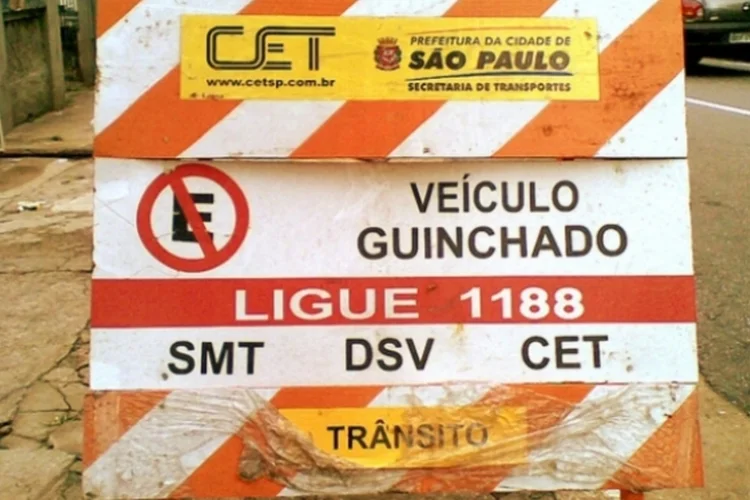 CET
www.cetsp.com.br
PREFEITURA DA CIDADE DE
SÃO PAULO
SECRETARIA DE TRANSPORTES
E
VEÍCULO
GUINCHADO
LIGUE 1188
SMT DSV CET
TRÂNSITO